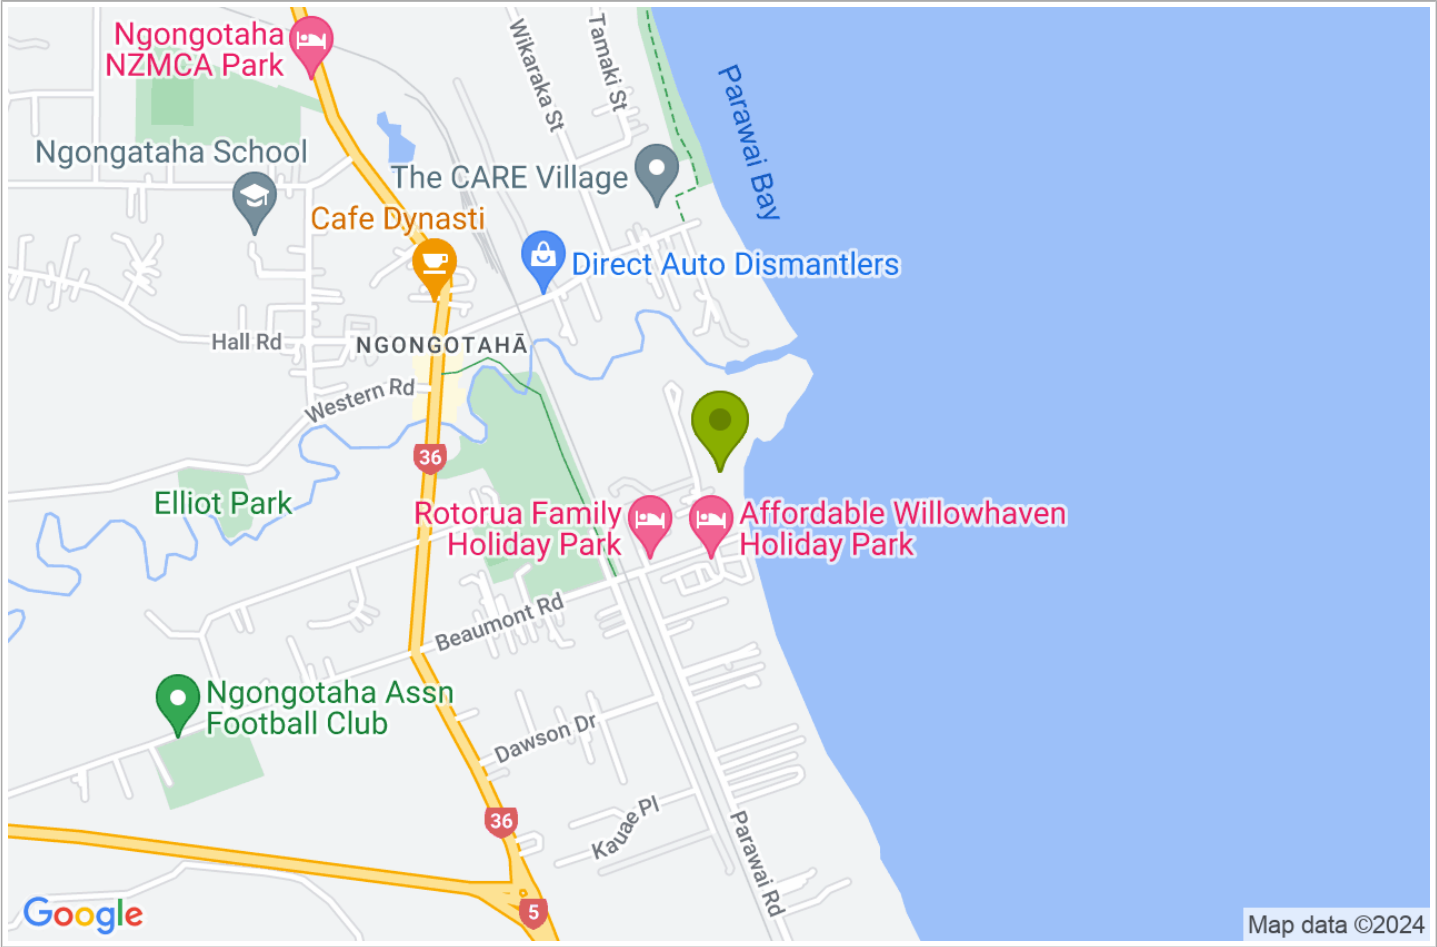 Ngongotaha
NZMCA Park
Wikaraka St
Tamaki St
Parawai Bay
Ngongataha School
The CARE Village
Cafe Dynasti
Direct Auto Dismantlers
Hall Rd
NGONGOTAHĀ
Western Rd
36
Elliot Park
Rotorua Family
Holiday Park
Affordable Willowhaven
Holiday Park
Beaumont Rd
Ngongotaha Assn
Football Club
Dawson Dr
36
Kauae Pl
Parawai Rd
5
Google
Map data ©2024